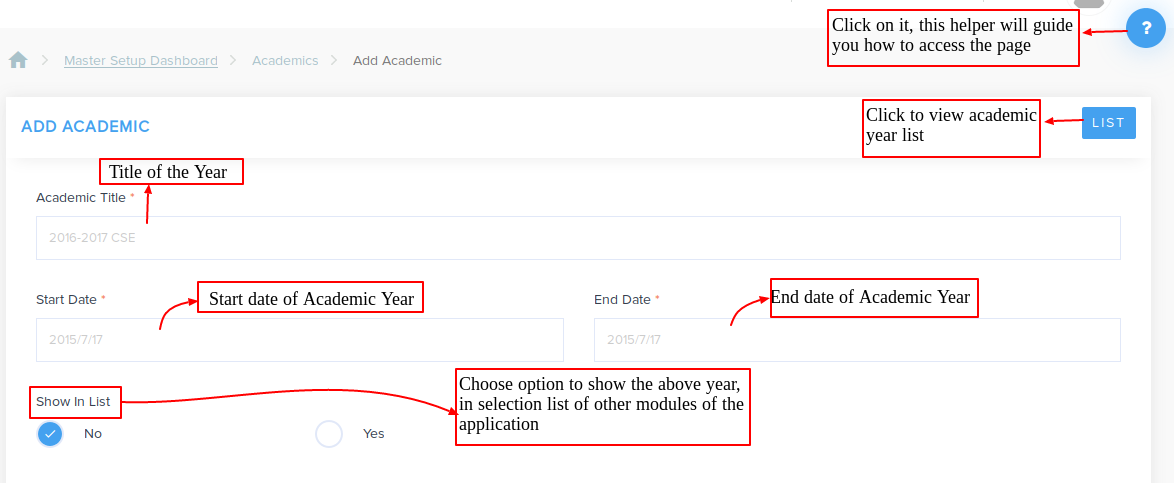 Click on it, this helper will guide
you how to access the page
?
Master Setup Dashboard
Academics
Add Academic
ADD ACADEMIC
Click to view academic
year list
LIST
Title of the Year
Academic Title *
2016-2017 CSE
Start Date *
Start date of Academic Year
End Date *
End date of Academic Year
2015/7/17
2015/7/17
Choose option to show the above year,
in selection list of other modules of the
application
Show In List
No
Yes